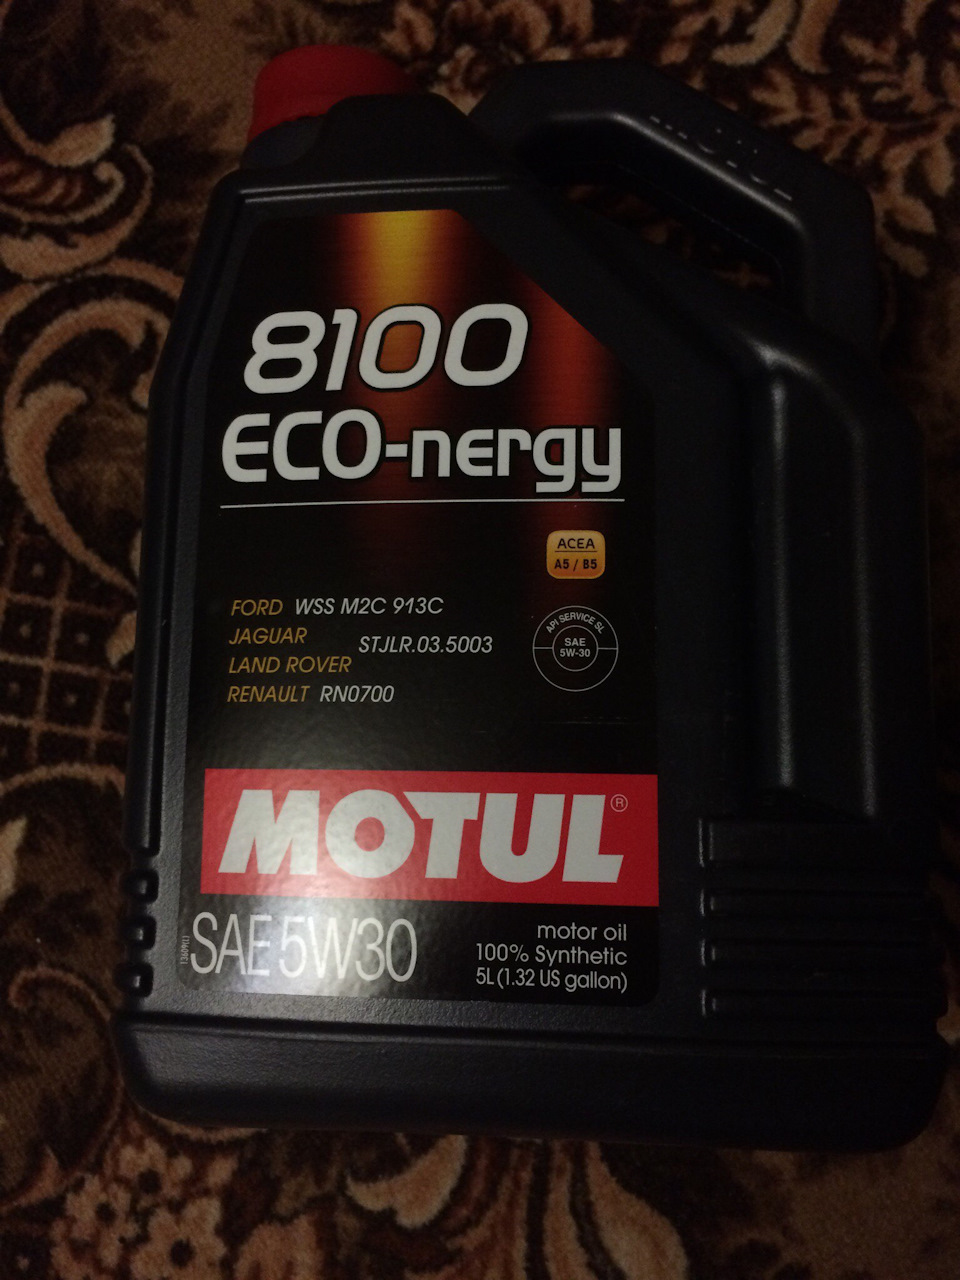 MOTUL
8100
ECO-nergy
ACEA
A5 / B5
FORD WSS M2C 913C
JAGUAR
STJLR.03.5003
LAND ROVER
RENAULT RN0700
API SERVICE SL
SAE
5W-30
MOTUL®
SAE 5W30
motor oil
100% Synthetic
5L (1.32 US gallon)